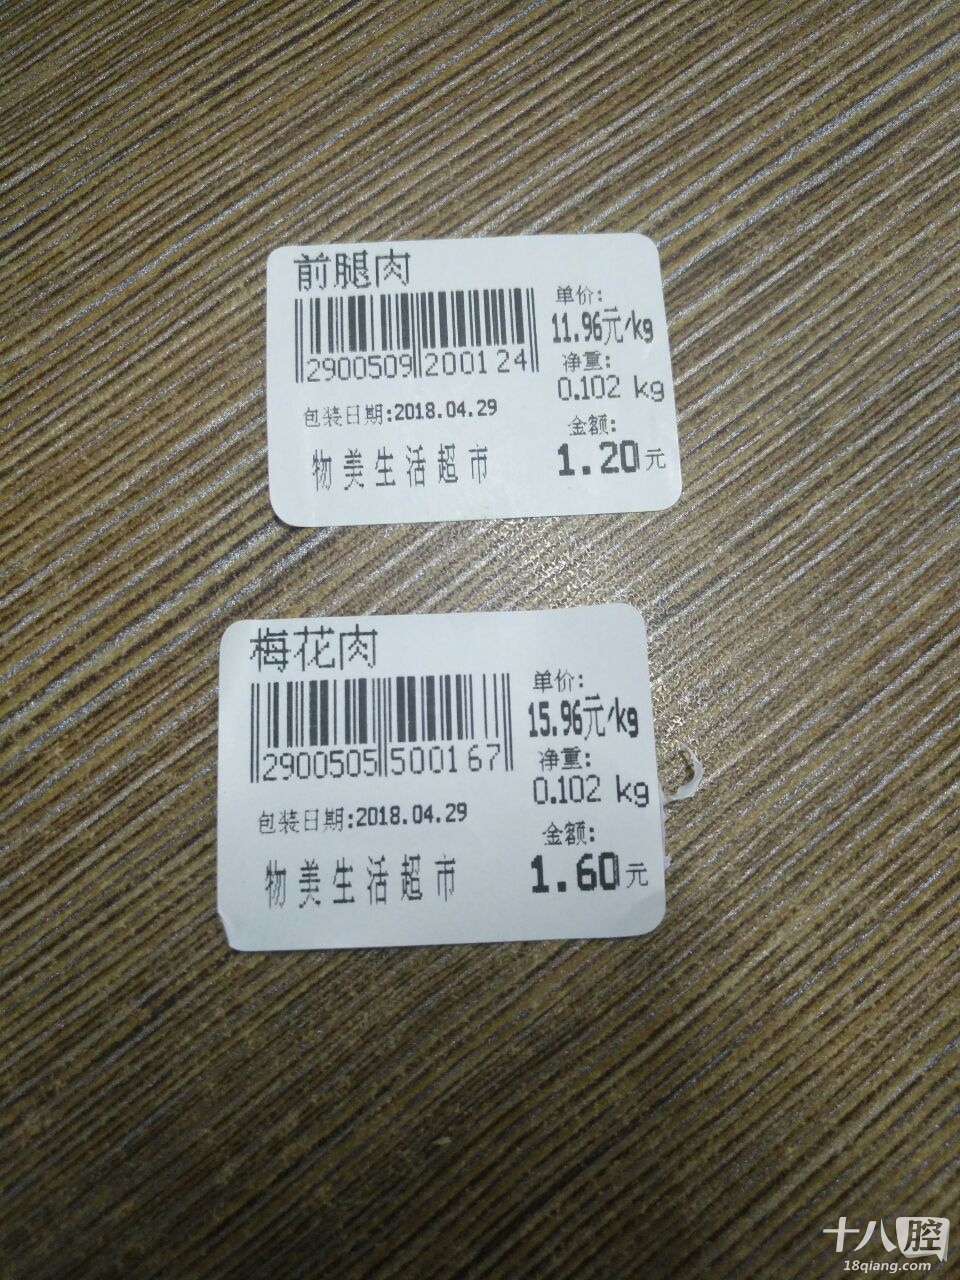 前腿肉
单价:
11.96元/kg
2900509 200124
净重:
0.102 kg
包装日期:2018.04.29
金额:
1.20元
物美生活超市
梅花肉
单价:
15.96元/kg
2900505 500167
净重:
0.102 kg
包装日期:2018.04.29
金额:
1.60元
物美生活超市
十八腔
18qiang.com